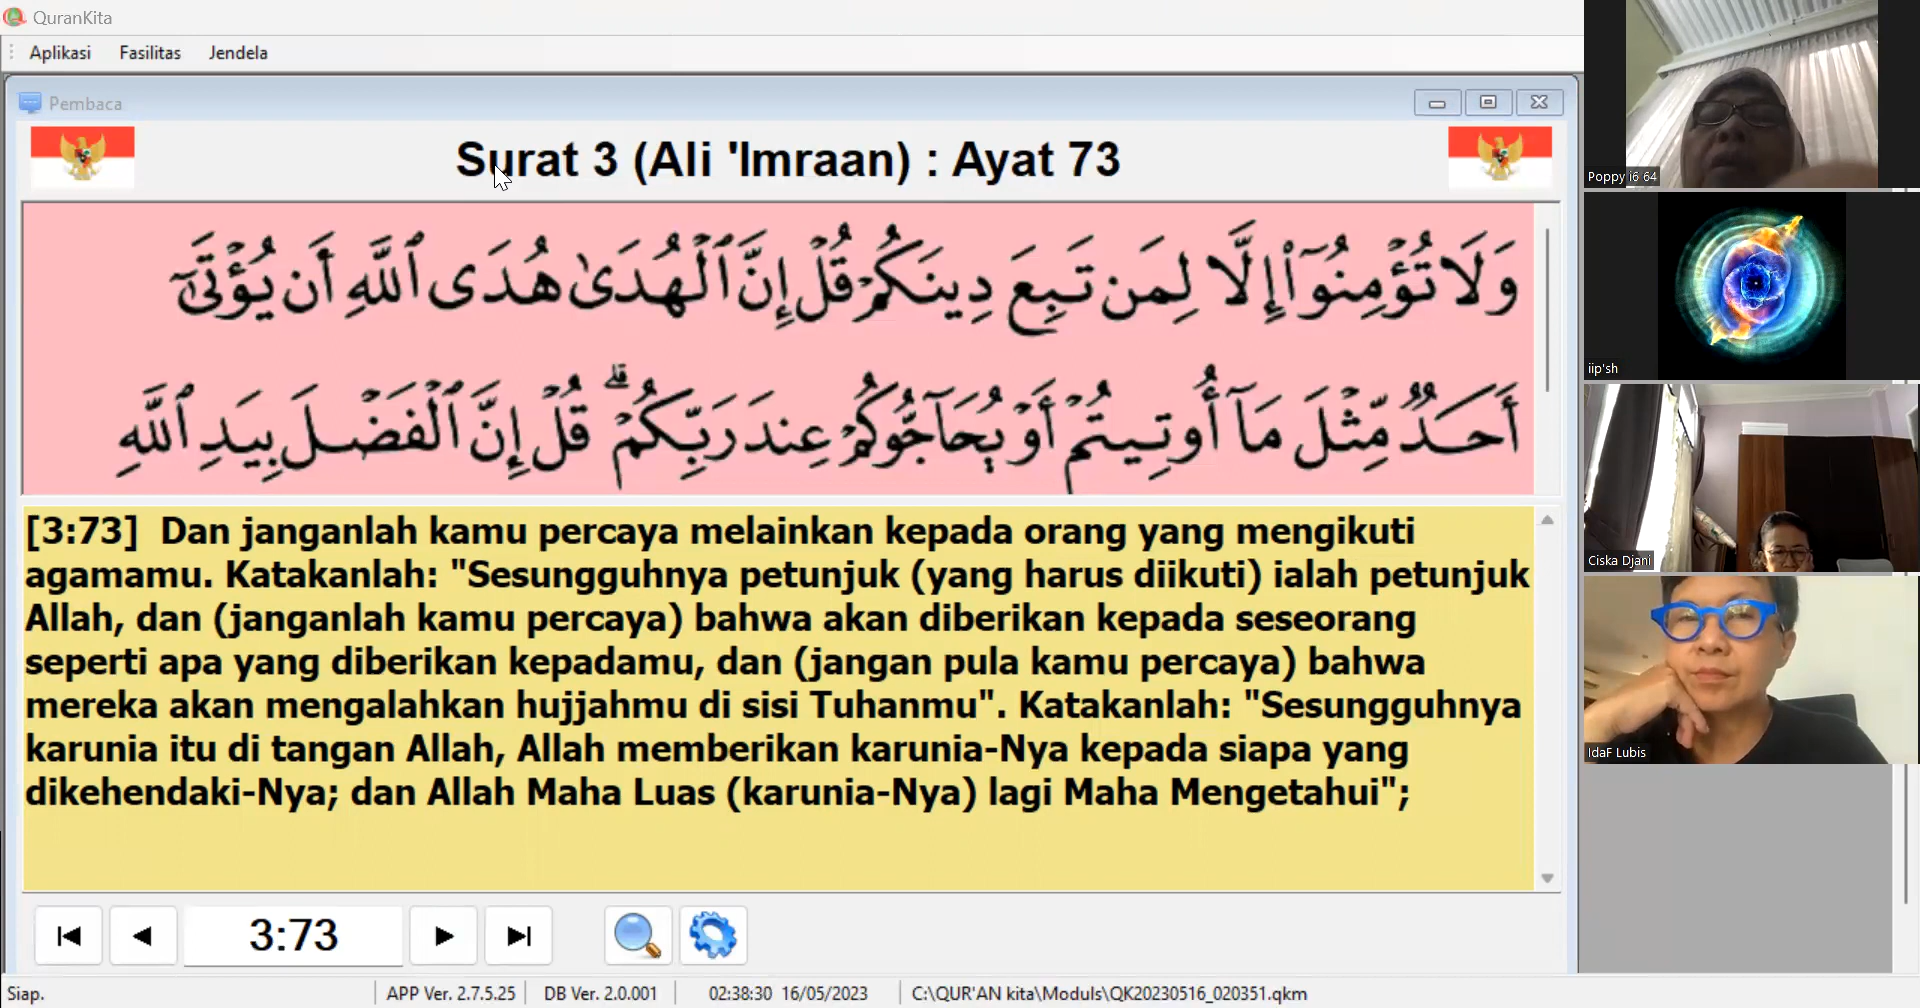 QuranKita
Aplikasi Fasilitas Jendela
Pembaca
Surat 3 (Ali 'Imraan) : Ayat 73
وَلَا تُؤْمِنُوٓا۟ إِلَّا لِمَن تَبِعَ دِينَكُمْ قُلْ إِنَّ ٱلْهُدَىٰ هُدَى ٱللَّهِ أَن يُؤْتَىٰٓ
أَحَدٌ مِّثْلَ مَآ أُوتِيتُمْ أَوْ يُحَآجُّوكُمْ عِندَ رَبِّكُمْ ۗ قُلْ إِنَّ ٱلْفَضْلَ بِيَدِ ٱللَّهِ
[3:73] Dan janganlah kamu percaya melainkan kepada orang yang mengikuti
agamamu. Katakanlah: "Sesungguhnya petunjuk (yang harus diikuti) ialah petunjuk
Allah, dan (janganlah kamu percaya) bahwa akan diberikan kepada seseorang
seperti apa yang diberikan kepadamu, dan (jangan pula kamu percaya) bahwa
mereka akan mengalahkan hujjahmu di sisi Tuhanmu". Katakanlah: "Sesungguhnya
karunia itu di tangan Allah, Allah memberikan karunia-Nya kepada siapa yang
dikehendaki-Nya; dan Allah Maha Luas (karunia-Nya) lagi Maha Mengetahui";
3:73
Siap. APP Ver. 2.7.5.25 DB Ver. 2.0.001 02:38:30 16/05/2023 C:\QUR'AN kita\Moduls\QK20230516_020351.qkm
Poppy i6 64
iip'sh
Ciska Djani
IdaF Lubis